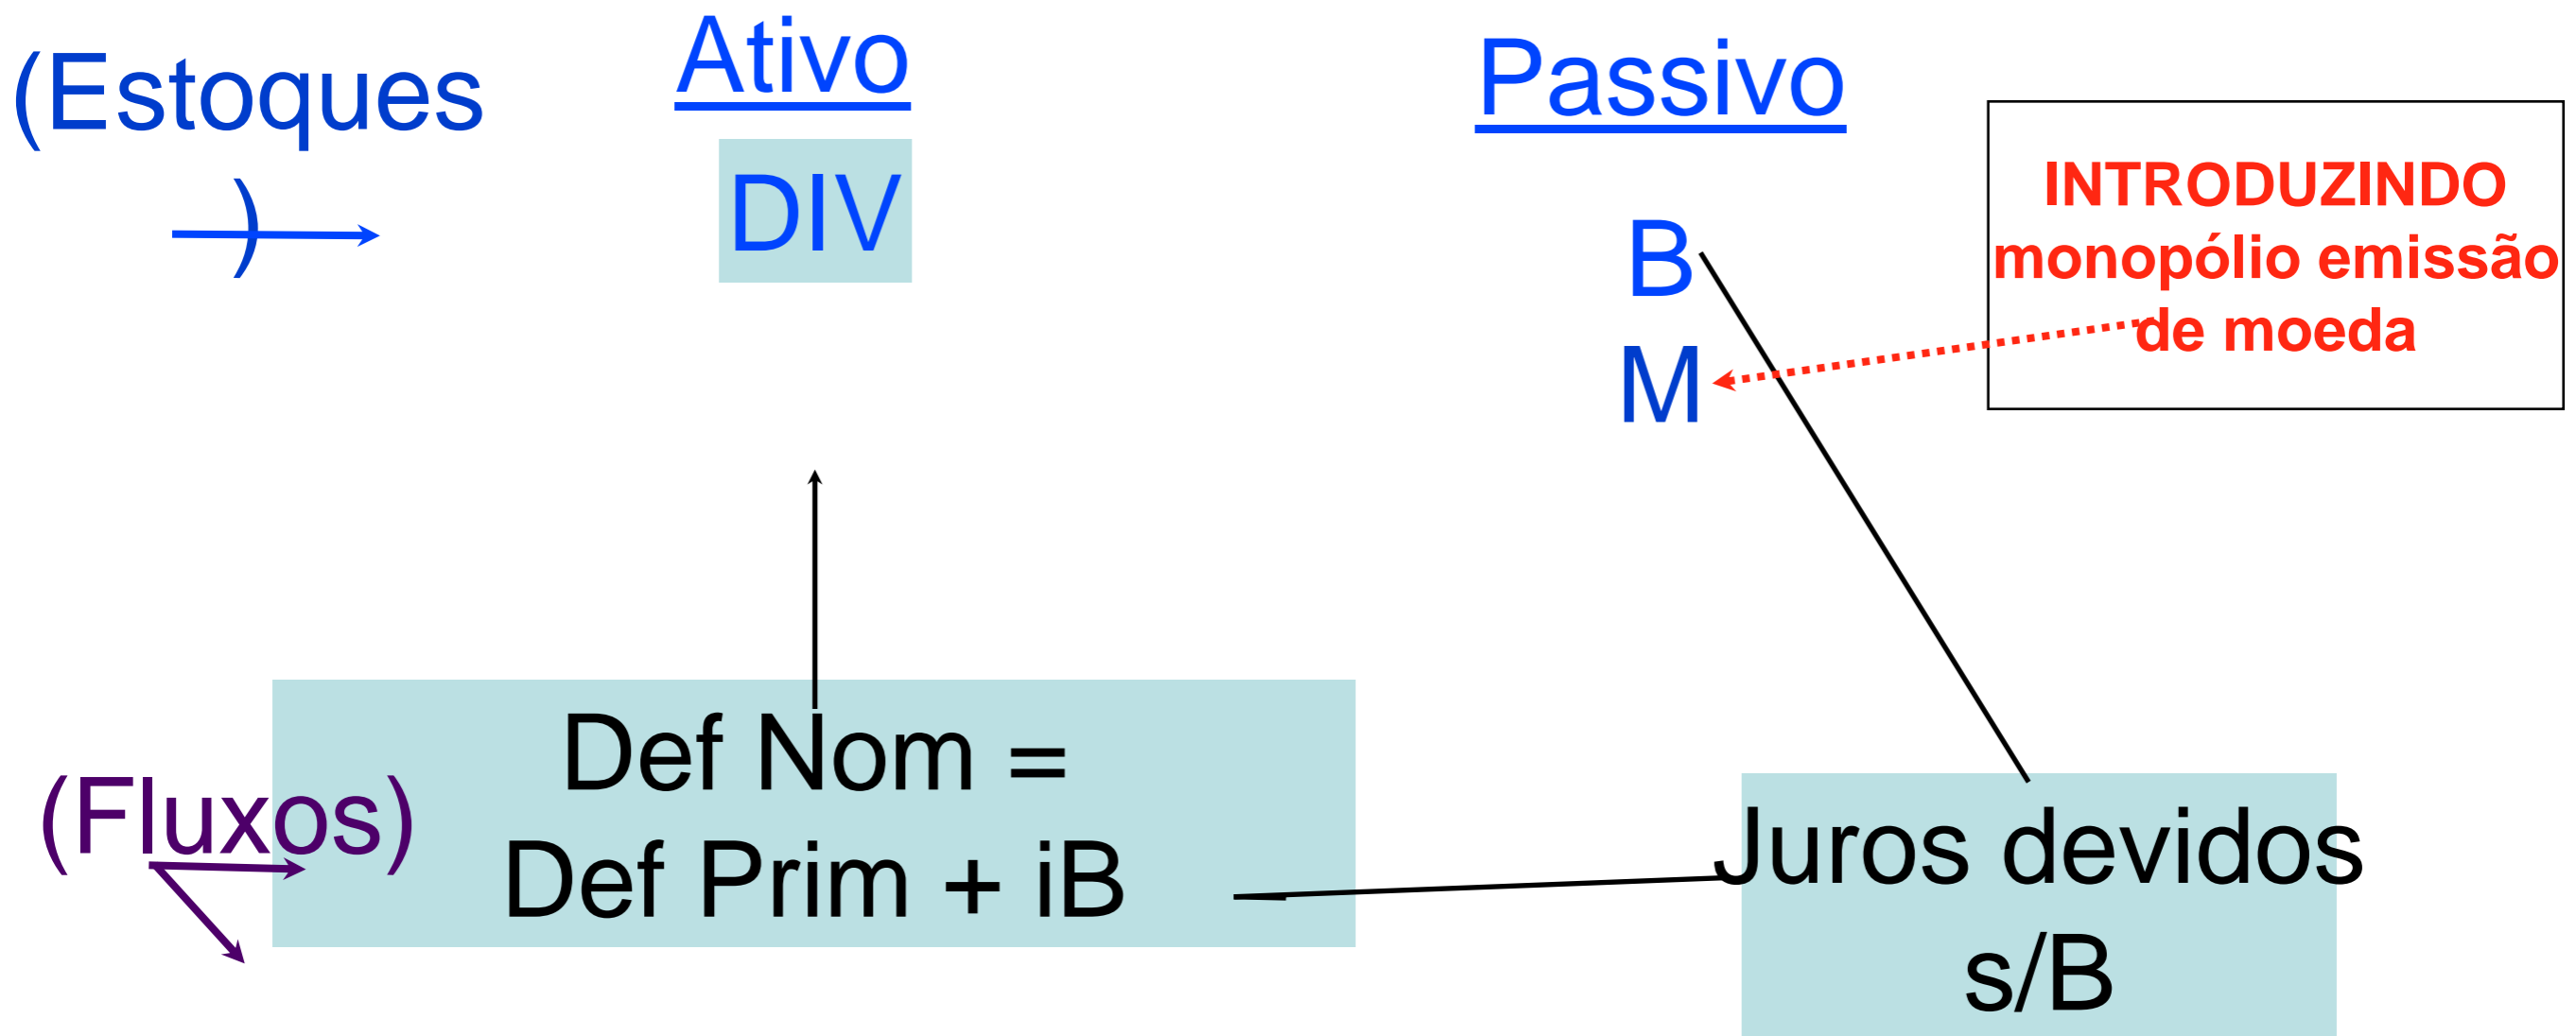 (Estoques
)
Ativo
DIV
Passivo
B
M
INTRODUZINDO
monopólio emissão
de moeda
(Fluxos)
Def Nom =
Def Prim + iB
Juros devidos
s/B